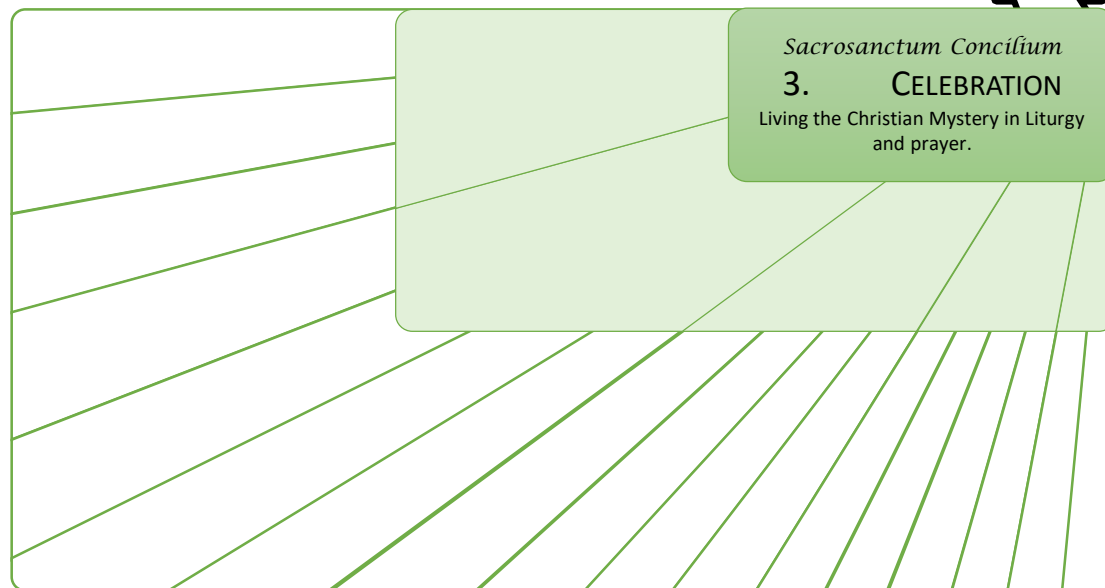 Sacrosanctum Concilium
3. CELEBRATION
Living the Christian Mystery in Liturgy
and prayer.